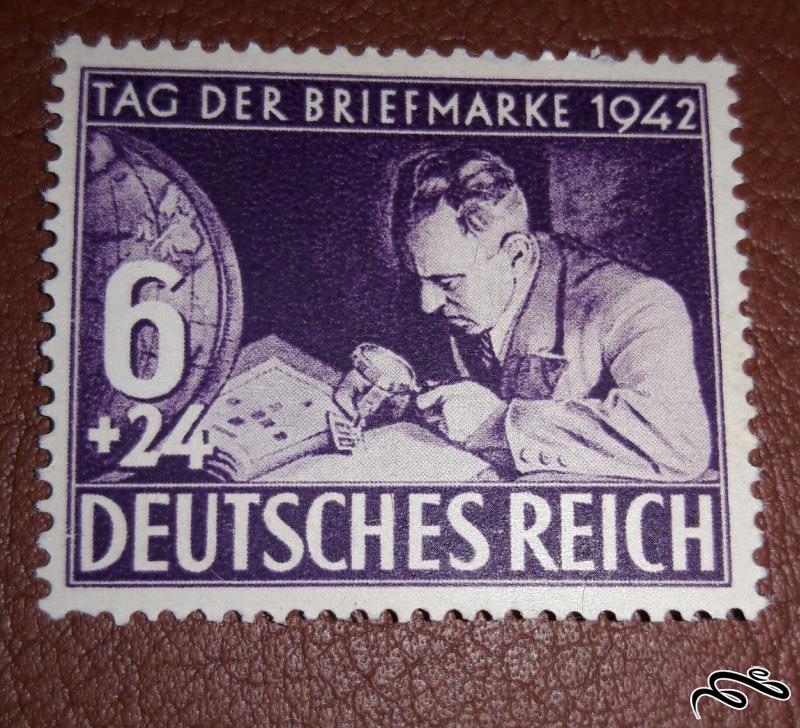 TAG DER BRIEFMARKE 1942
6
+24
DEUTSCHES REICH